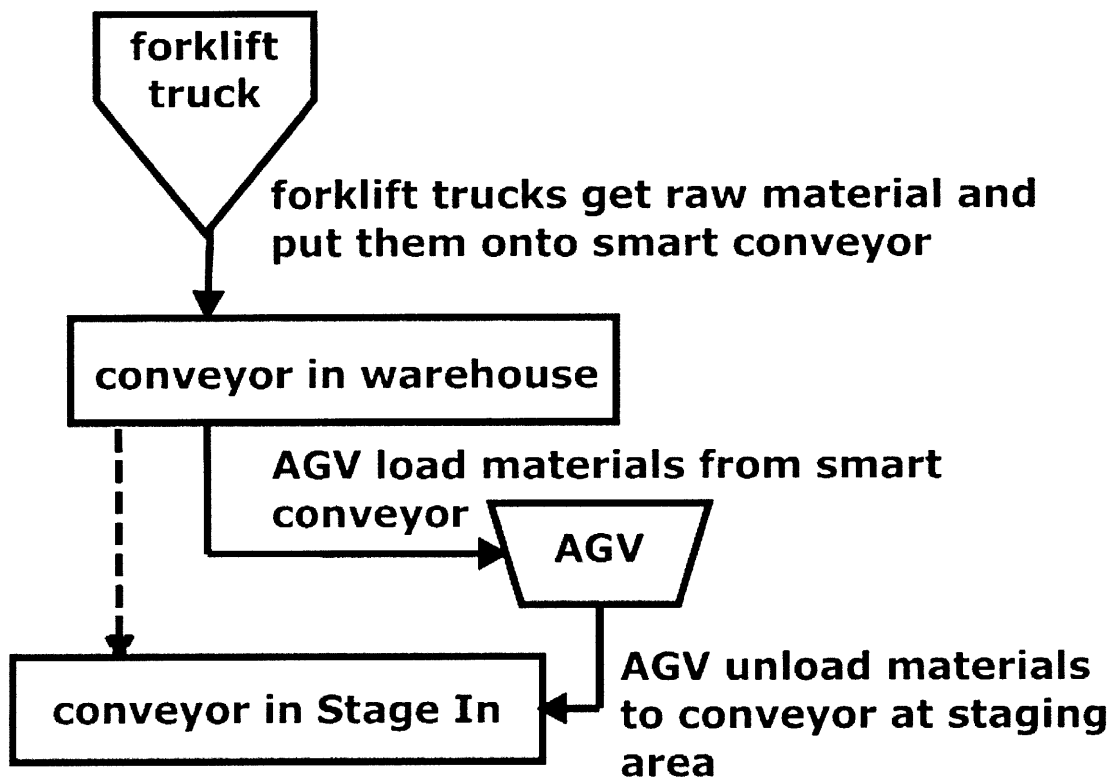 forklift
truck
forklift trucks get raw material and
put them onto smart conveyor
conveyor in warehouse
AGV load materials from smart
conveyor
AGV
AGV unload materials
to conveyor at staging
area
conveyor in Stage In